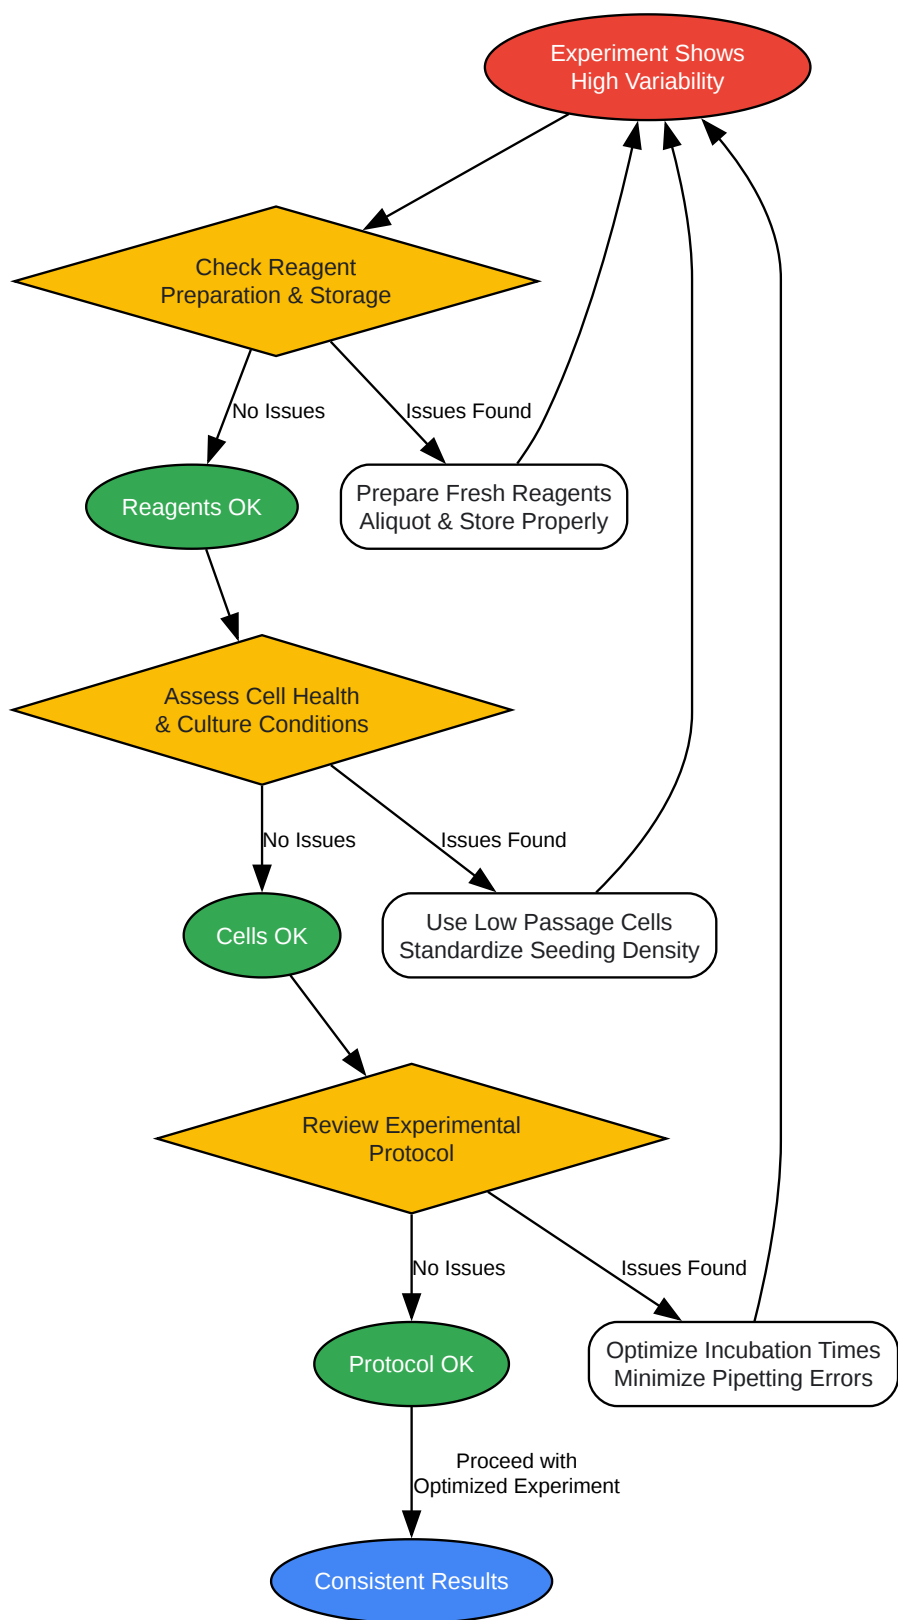 Experiment Shows
High Variability
Check Reagent
Preparation & Storage
No Issues
Issues Found
Reagents OK
Prepare Fresh Reagents
Aliquot & Store Properly
Assess Cell Health
& Culture Conditions
No Issues
Issues Found
Cells OK
Use Low Passage Cells
Standardize Seeding Density
Review Experimental
Protocol
No Issues
Issues Found
Protocol OK
Optimize Incubation Times
Minimize Pipetting Errors
Proceed with
Optimized Experiment
Consistent Results